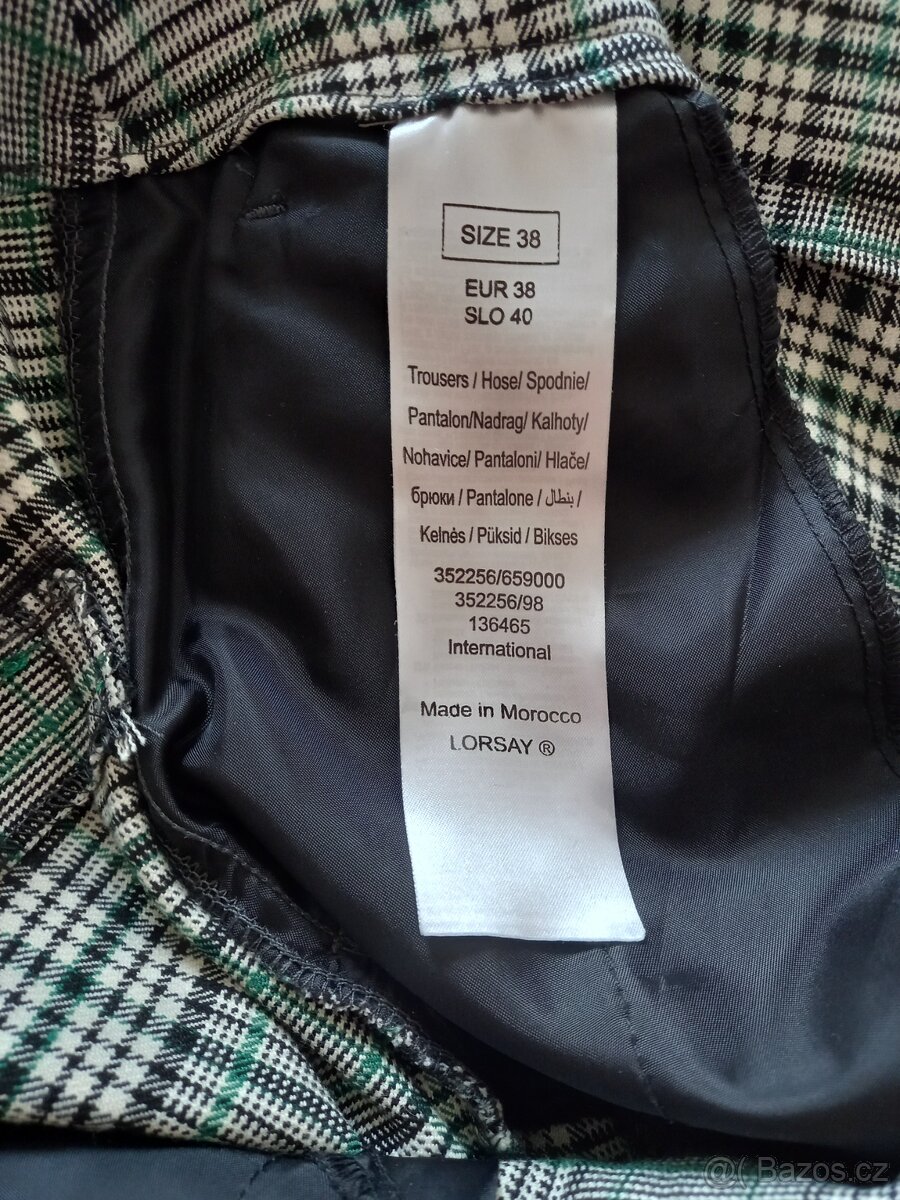 SIZE 38
EUR 38
SLO 40
Trousers / Hose/ Spodnie/
Pantalon/Nadrag/ Kalhoty/
Nohavice/ Pantaloni/ Hlače/
брюки / Pantalone / بنطال /
Kelnės / Püksid / Bikses
352256/659000
352256/98
136465
International
Made in Morocco
LORSAY ®
@( Bazos.cz